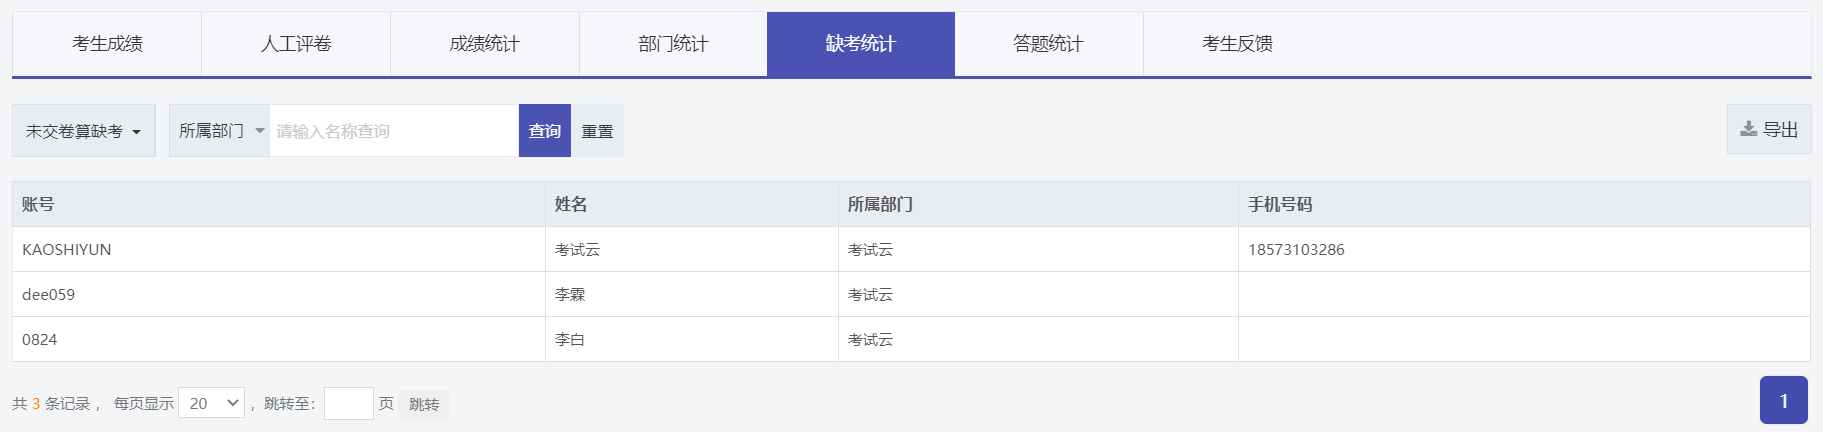 考生成绩 人工评卷 成绩统计 部门统计 缺考统计 答题统计 考生反馈
未交卷算缺考 所属部门 请输入名称查询 查询 重置 导出
账号 姓名 所属部门 手机号码
KAOSHIYUN 考试云 考试云 18573103286
dee059 李霖 考试云
0824 李白 考试云
共 3 条记录， 每页显示 20 ，跳转至： 页 跳转 1